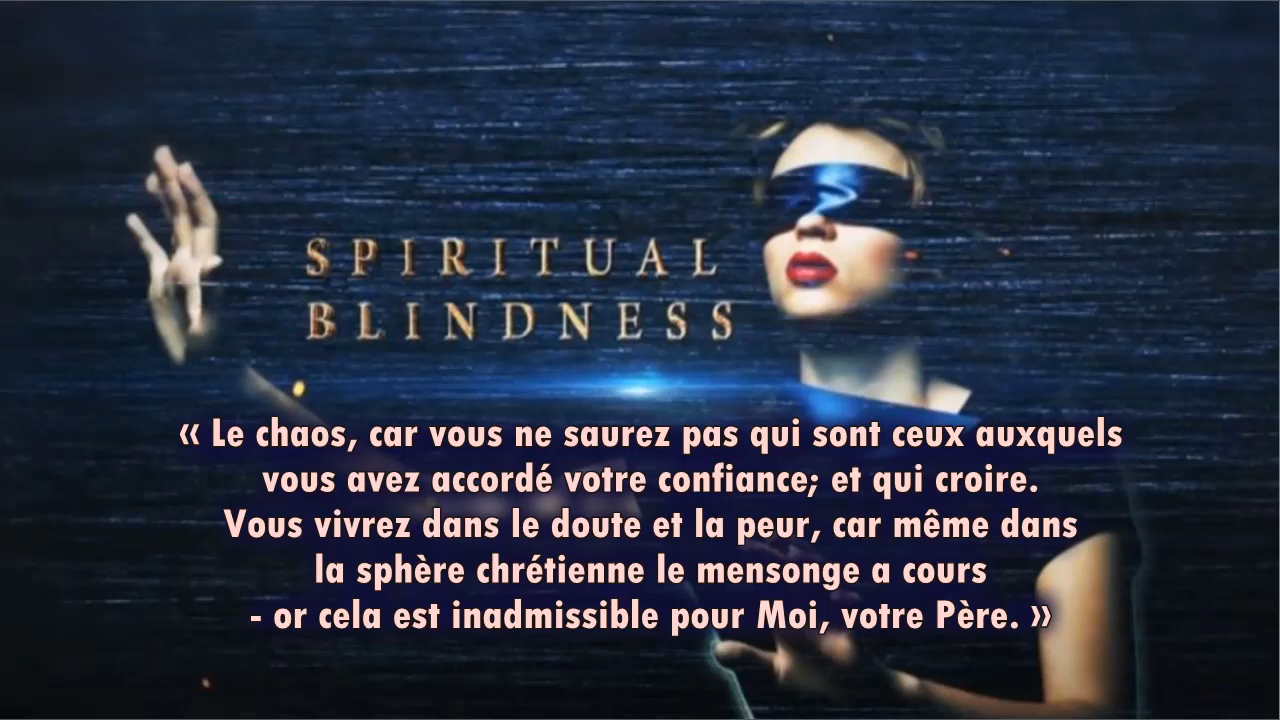 SPIRITUAL
BLINDNESS
« Le chaos, car vous ne saurez pas qui sont ceux auxquels
vous avez accordé votre confiance; et qui croire.
Vous vivrez dans le doute et la peur, car même dans
la sphère chrétienne le mensonge a cours
- or cela est inadmissible pour Moi, votre Père. »